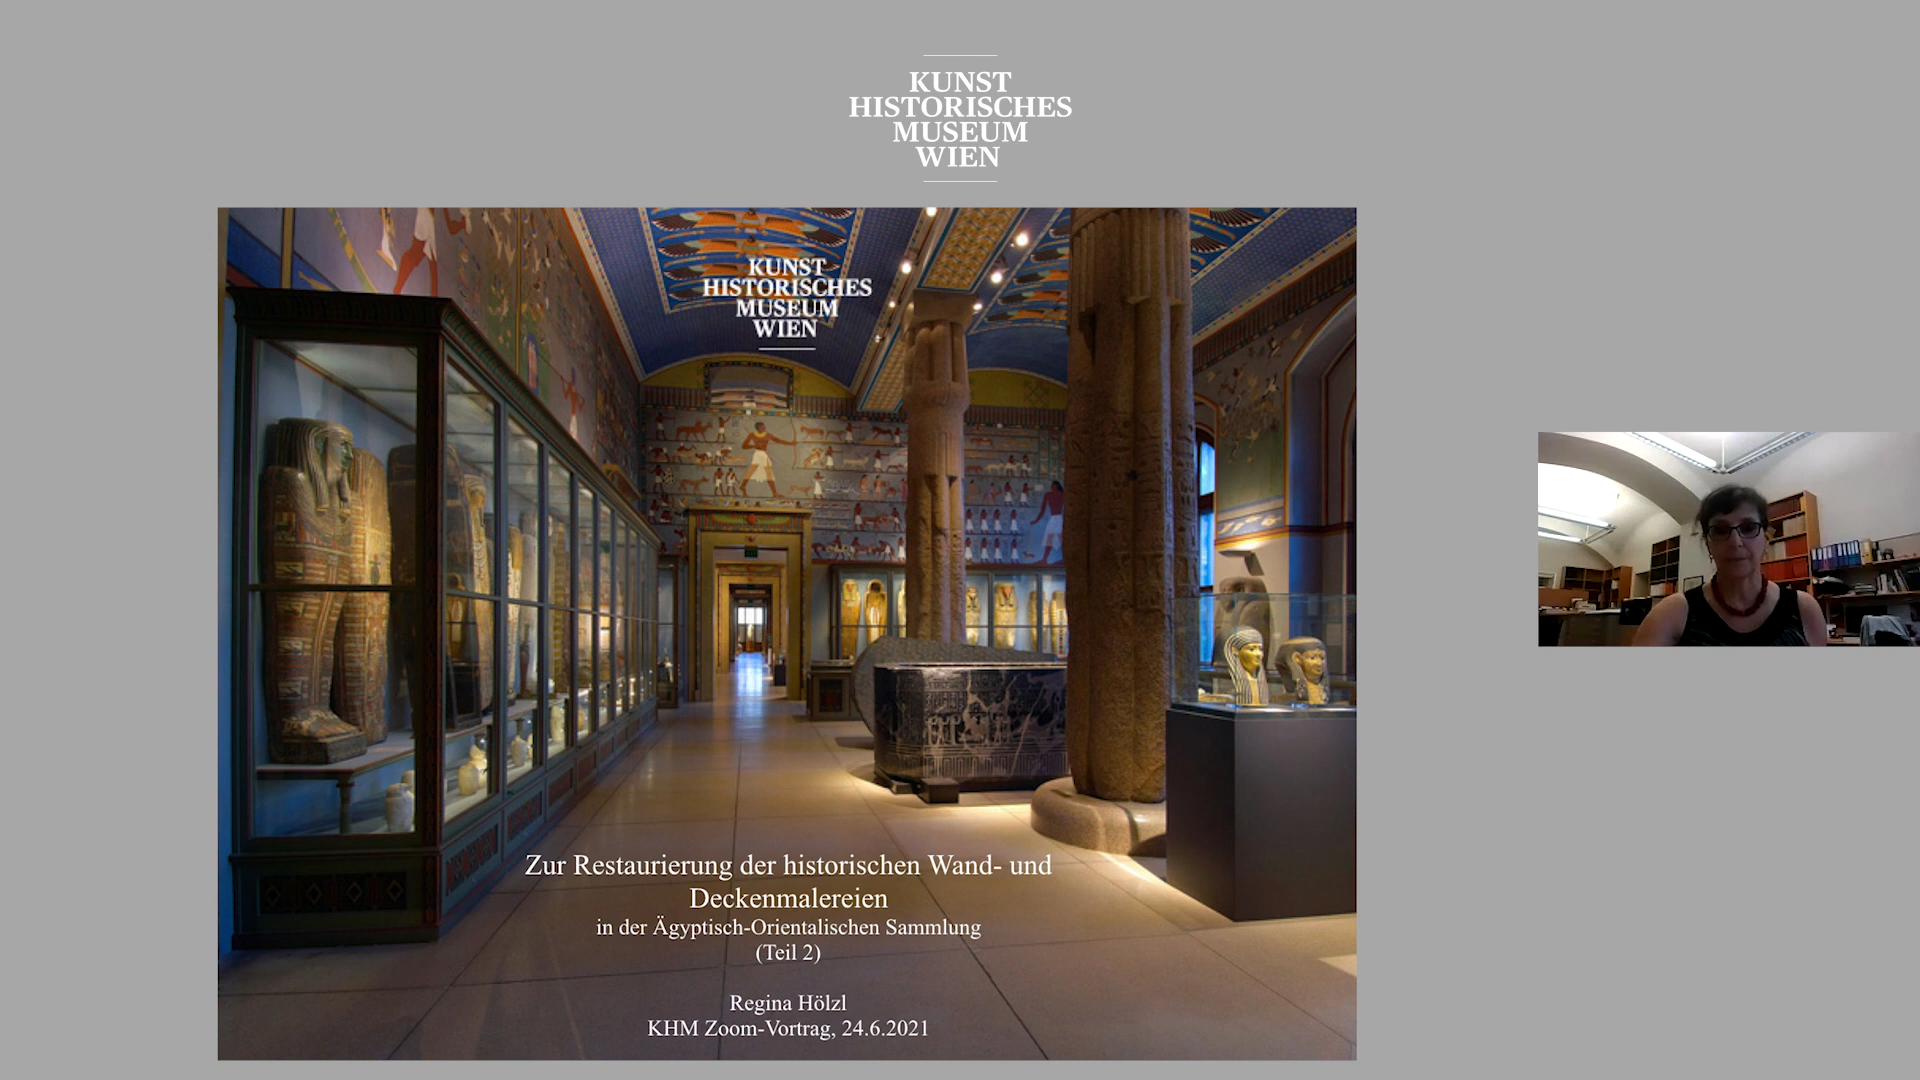 KUNST
HISTORISCHES
MUSEUM
WIEN
KUNST
HISTORISCHES
MUSEUM
WIEN
Zur Restaurierung der historischen Wand- und
Deckenmalereien
in der Ägyptisch-Orientalischen Sammlung
(Teil 2)
Regina Hölzl
KHM Zoom-Vortrag, 24.6.2021